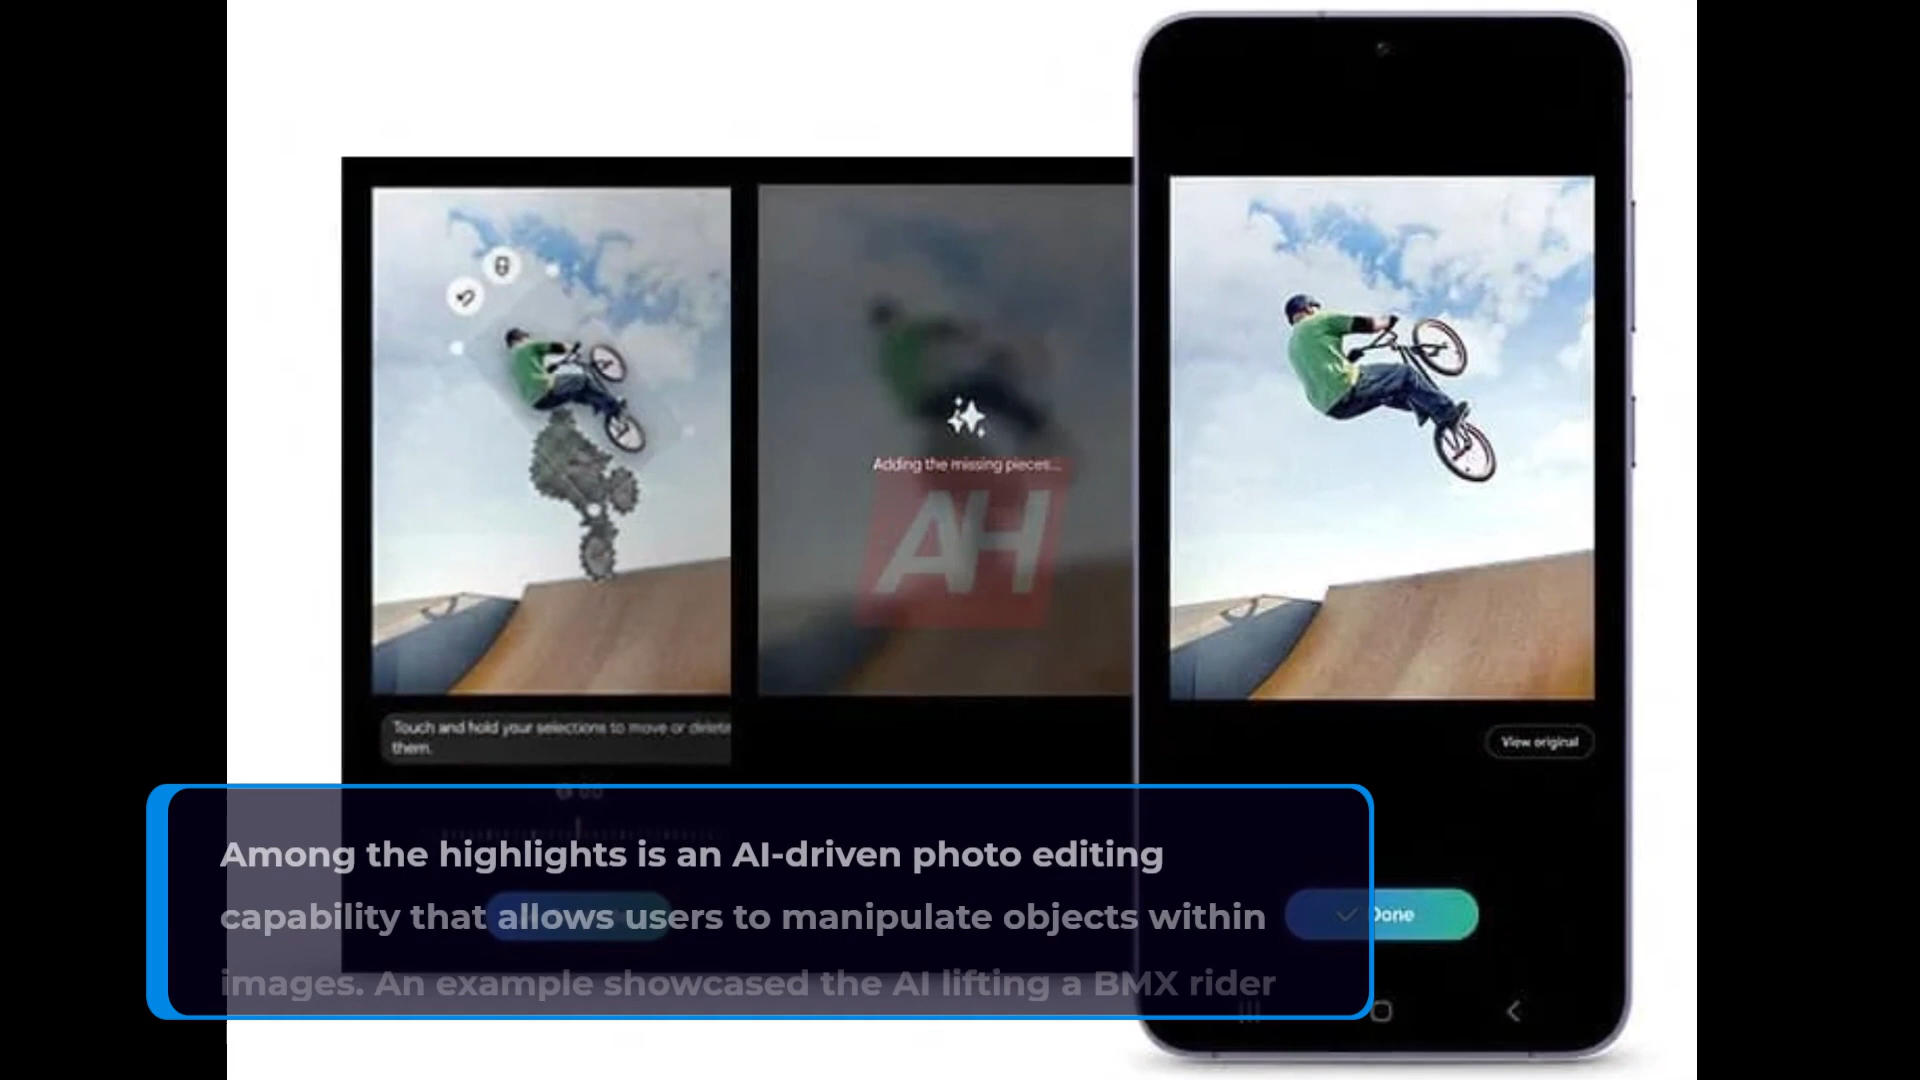 Adding the missing pieces...
AH
Touch and hold your selections to move or delete
them.
View original
Among the highlights is an AI-driven photo editing
capability that allows users to manipulate objects within
images. An example showcased the AI lifting a BMX rider
Done